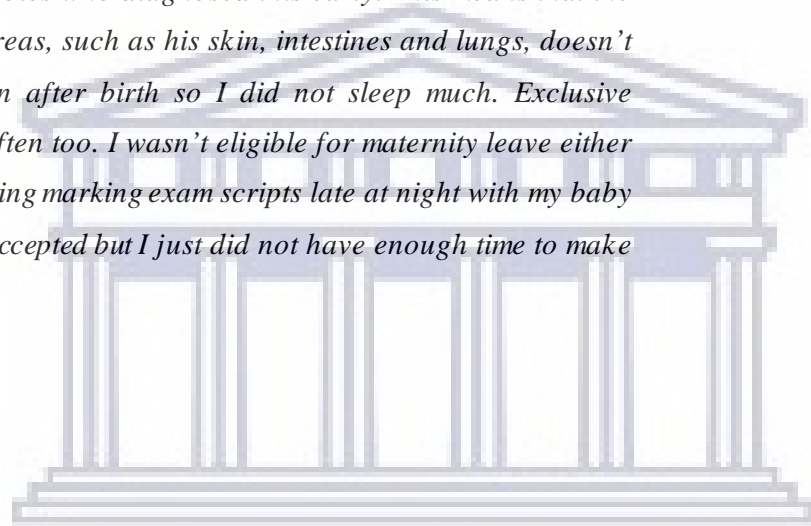 reas, such as his skin, intestines and lungs, doesn't
n after birth so I did not sleep much. Exclusive
ften too. I wasn't eligible for maternity leave either
ing marking exam scripts late at night with my baby
ccepted but I just did not have enough time to make